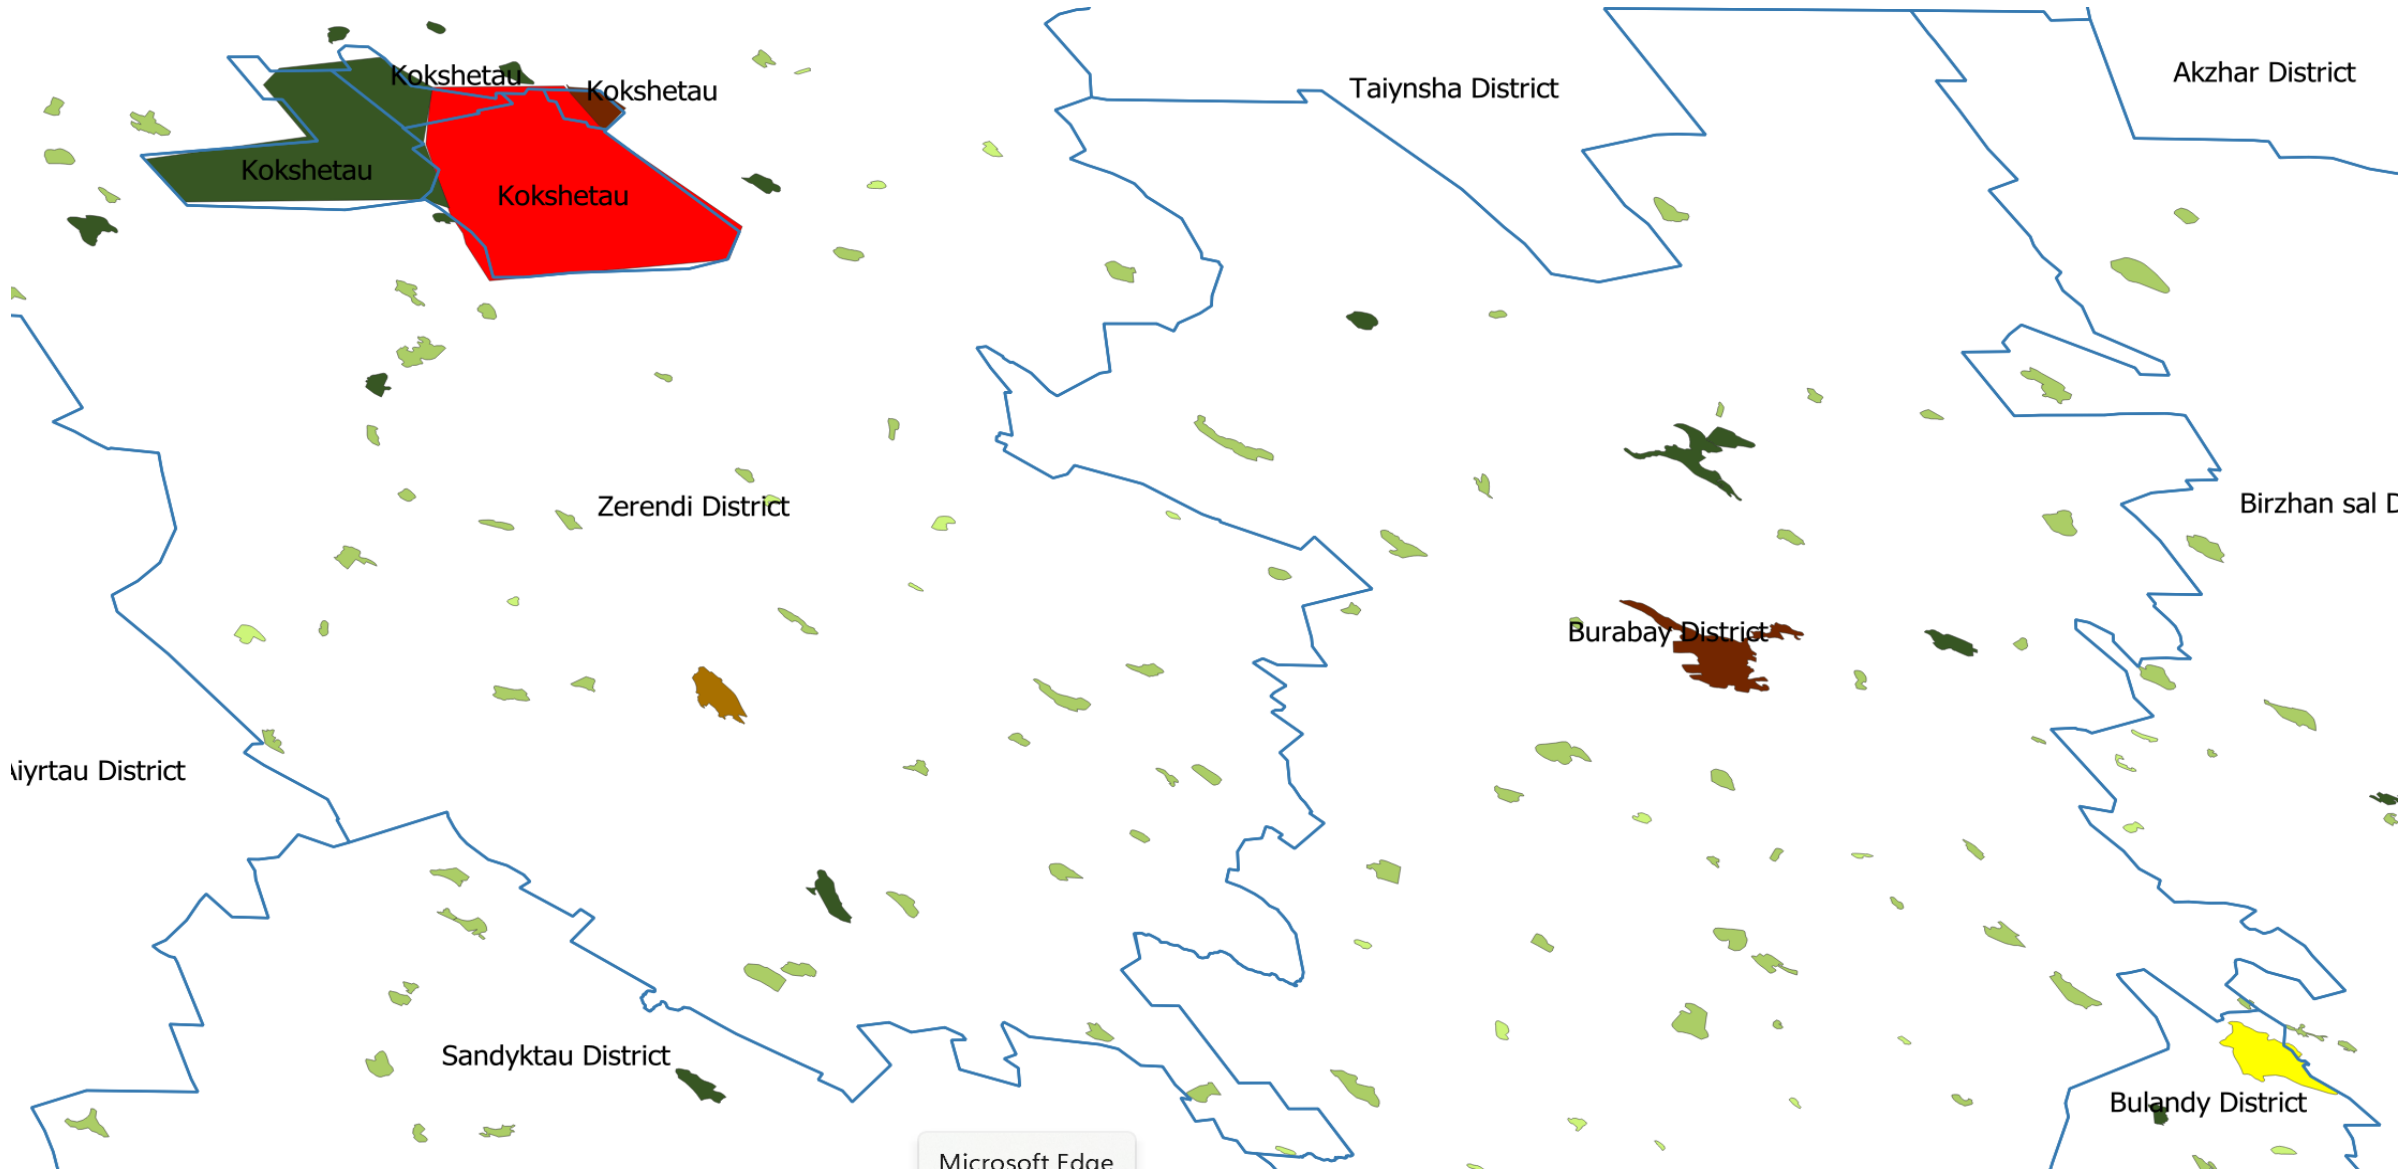 Akzhar District
Kokshetau
Taiynsha District
Kokshetau
Kokshetau
Kokshetau
Birzhan sal D
Zerendi District
Burabay District
Aiyrtau District
Sandyktau District
Bulandy District
Microsoft Edge